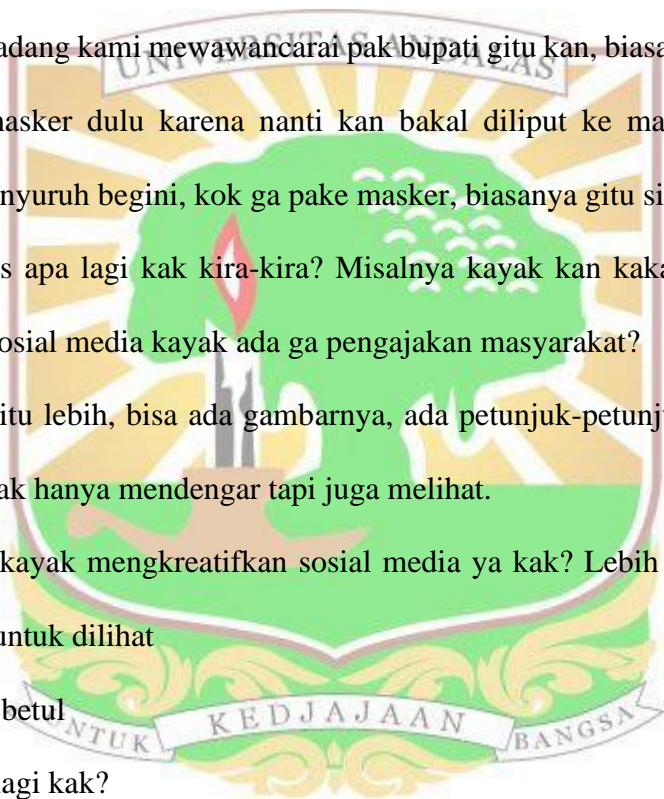 adang kami mewawancarai pak bupati gitu kan, biasa
UNIVERSITAS ANDALAS
asker dulu karena nanti kan bakal diliput ke ma
nyuruh begini, kok ga pake masker, biasanya gitu si
s apa lagi kak kira-kira? Misalnya kayak kan kaka
osial media kayak ada ga pengajakan masyarakat?
itu lebih, bisa ada gambarnya, ada petunjuk-petunju
ak hanya mendengar tapi juga melihat.
kayak mengkreatifkan sosial media ya kak? Lebih
untuk dilihat
betul
UNTUK KEDJAJAAN BANGSA
lagi kak?